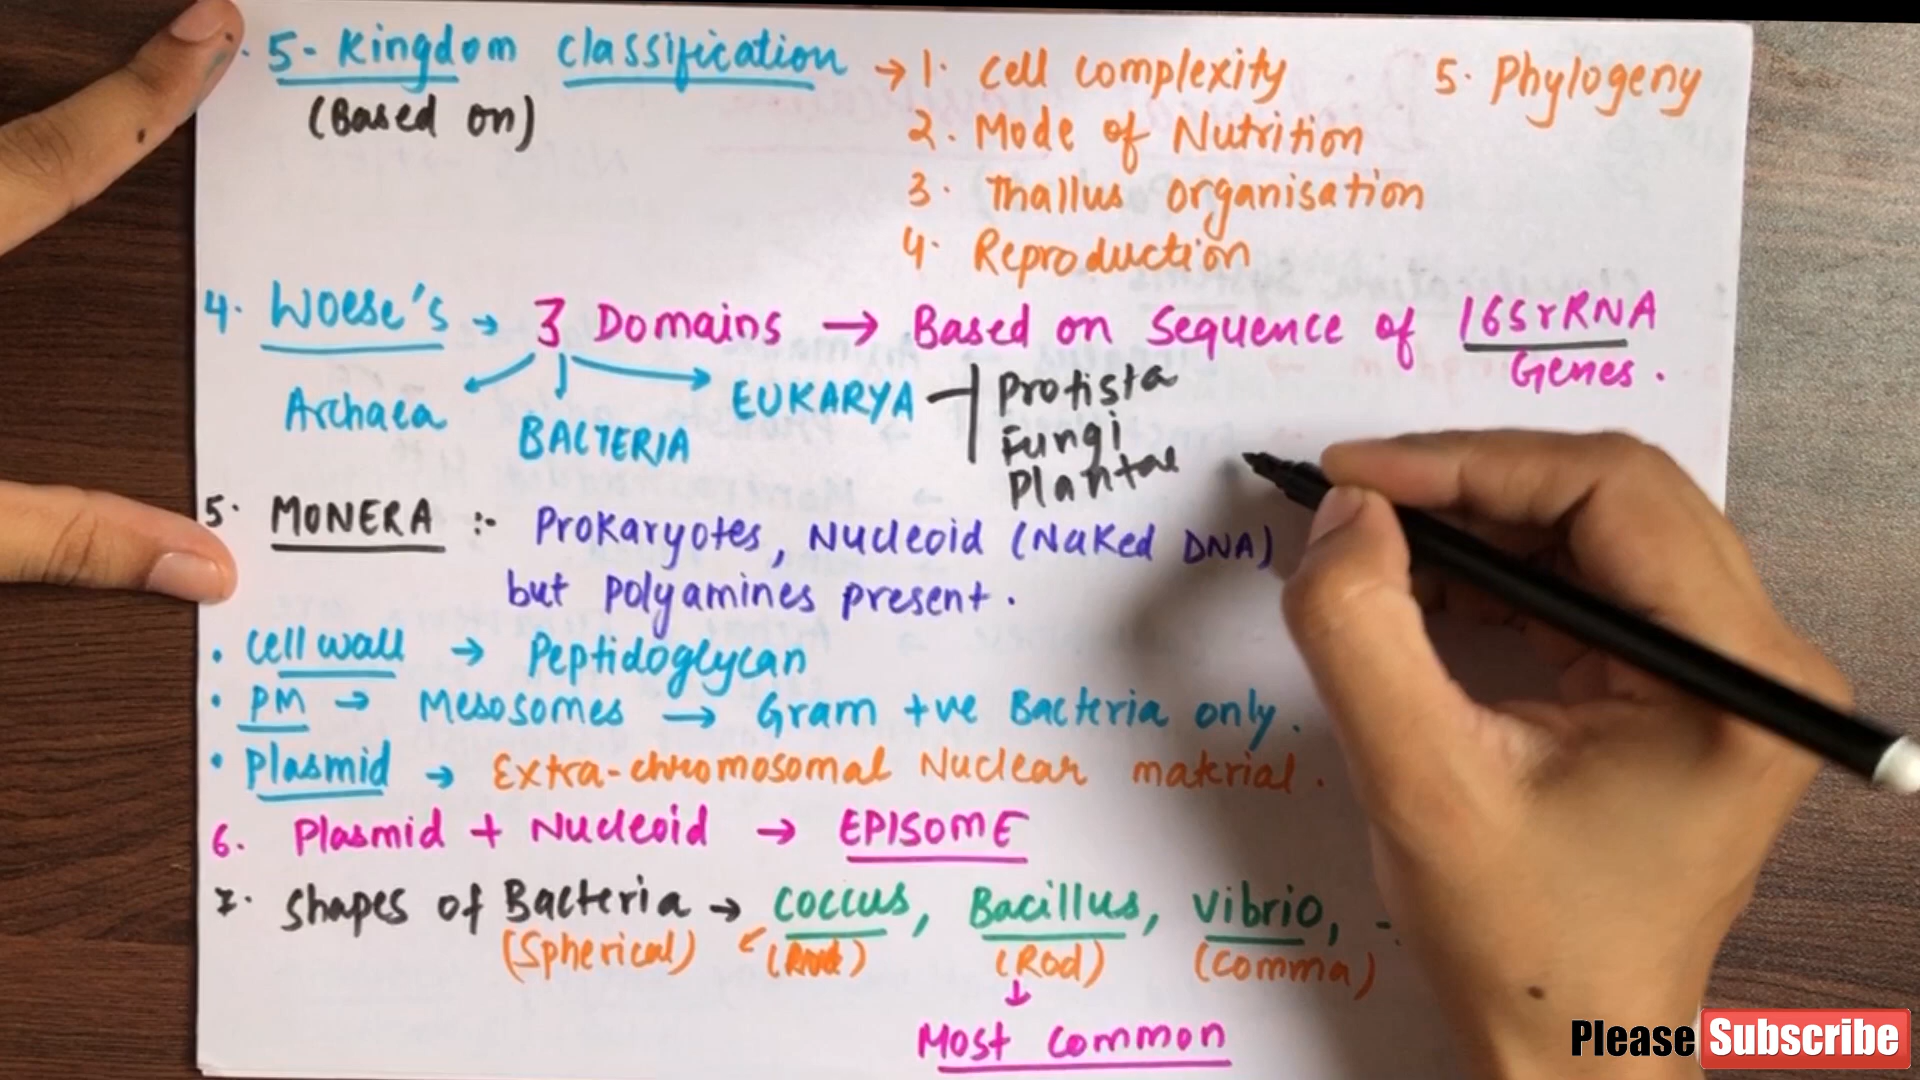 · 5-Kingdom Classification → 1. Cell complexity 5. Phylogeny
(Based on) 2. Mode of Nutrition
3. Thallus organisation
4. Reproduction
4. Woese's → 3 Domains → Based on Sequence of 16SrRNA
Genes.
Archaea BACTERIA EUKARYA Protista
Fungi
Plantae
5. MONERA :- Prokaryotes, Nucleoid (Naked DNA)
but polyamines present.
· Cell wall → Peptidoglycan
· PM → Mesosomes → Gram +ve Bacteria only.
· Plasmid → Extra-chromosomal Nuclear material.
6. Plasmid + Nucleoid → EPISOME
7. Shapes of Bacteria → Coccus, Bacillus, Vibrio,
(Spherical) (Rod) (comma)
↓
Most common
Please Subscribe